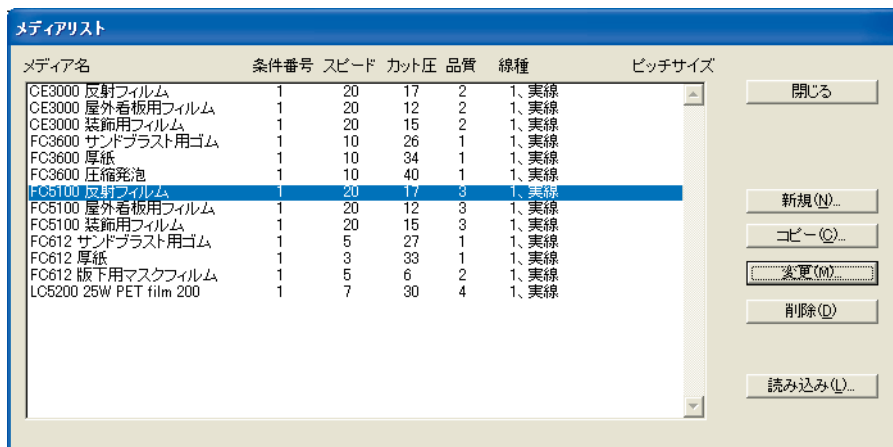 メディアリスト
メディア名 条件番号 スピード カット圧 品質 線種 ピッチサイズ
CE3000 反射フィルム 1 20 17 2 1、実線
CE3000 屋外看板用フィルム 1 20 12 2 1、実線
CE3000 装飾用フィルム 1 20 15 2 1、実線
FC3600 サンドブラスト用ゴム 1 10 26 1 1、実線
FC3600 厚紙 1 10 34 1 1、実線
FC3600 圧縮発泡 1 10 40 1 1、実線
FC5100 反射フィルム 1 20 17 3 1、実線
FC5100 屋外看板用フィルム 1 20 12 3 1、実線
FC5100 装飾用フィルム 1 20 15 3 1、実線
FC612 サンドブラスト用ゴム 1 5 27 1 1、実線
FC612 厚紙 1 3 33 1 1、実線
FC612 版下用マスクフィルム 1 5 6 2 1、実線
LC5200 25W PET film 200 1 7 30 4 1、実線
閉じる
新規(N)...
コピー(C)...
変更(M)...
削除(D)
読み込み(L)...